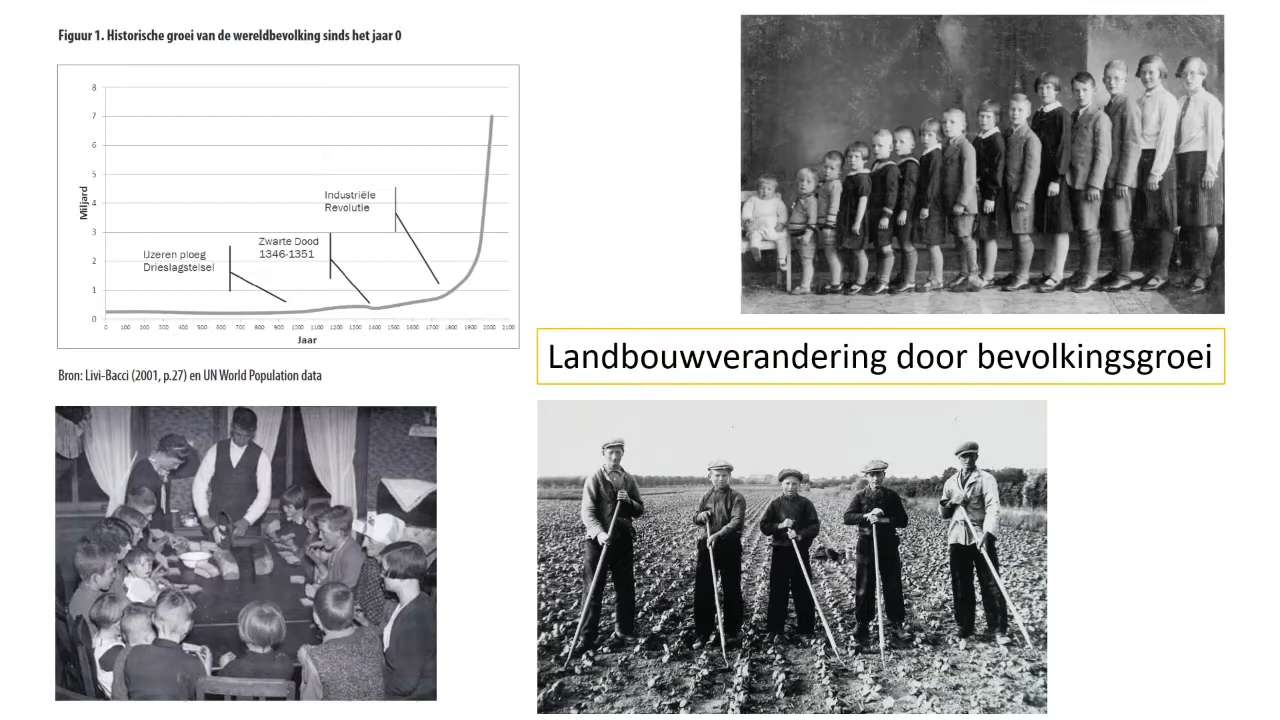 Figuur 1. Historische groei van de wereldbevolking sinds het jaar 0
8
7
6
5
4
3
2
1
0
Miljard
IJzeren ploeg
Drieslagstelsel
Zwarte Dood
1346-1351
Industriële
Revolutie
0 100 200 300 400 500 600 700 800 900 1000 1100 1200 1300 1400 1500 1600 1700 1800 1900 2000 2100
Jaar
Bron: Livi-Bacci (2001, p.27) en UN World Population data
Landbouwverandering door bevolkingsgroei